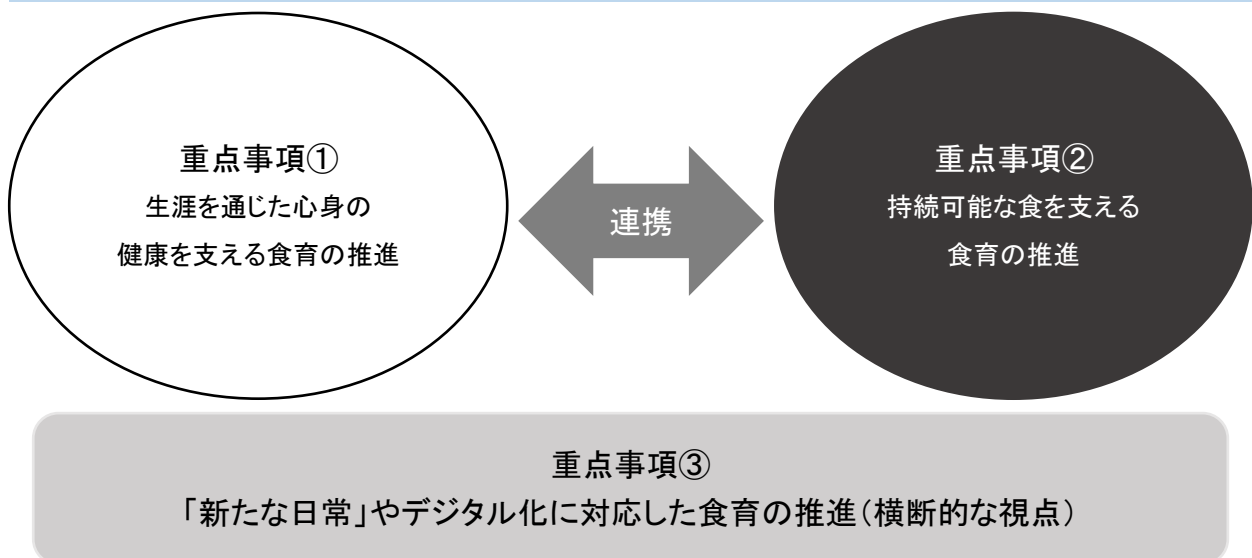 重点事項①
生涯を通じた心身の
健康を支える食育の推進
連携
重点事項②
持続可能な食を支える
食育の推進
重点事項③
「新たな日常」やデジタル化に対応した食育の推進(横断的な視点)